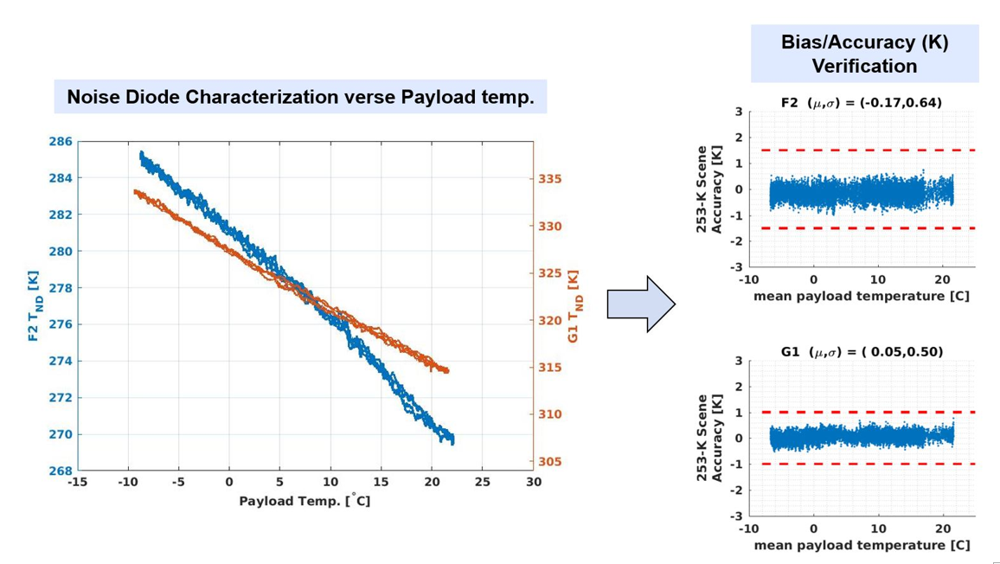 Bias/Accuracy (K)
Verification
Noise Diode Characterization verse Payload temp.
286
284
282
280
278
276
274
272
270
268
F2 T_ND [K]
335
330
325
320
315
310
305
G1 T_ND [K]
-15 -10 -5 0 5 10 15 20 25 30
Payload Temp. [°C]
F2 (μ,σ) = (-0.17,0.64)
3
2
1
0
-1
-2
-3
253-K Scene
Accuracy [K]
-10 0 10 20
mean payload temperature [C]
G1 (μ,σ) = ( 0.05,0.50)
3
2
1
0
-1
-2
-3
253-K Scene
Accuracy [K]
-10 0 10 20
mean payload temperature [C]